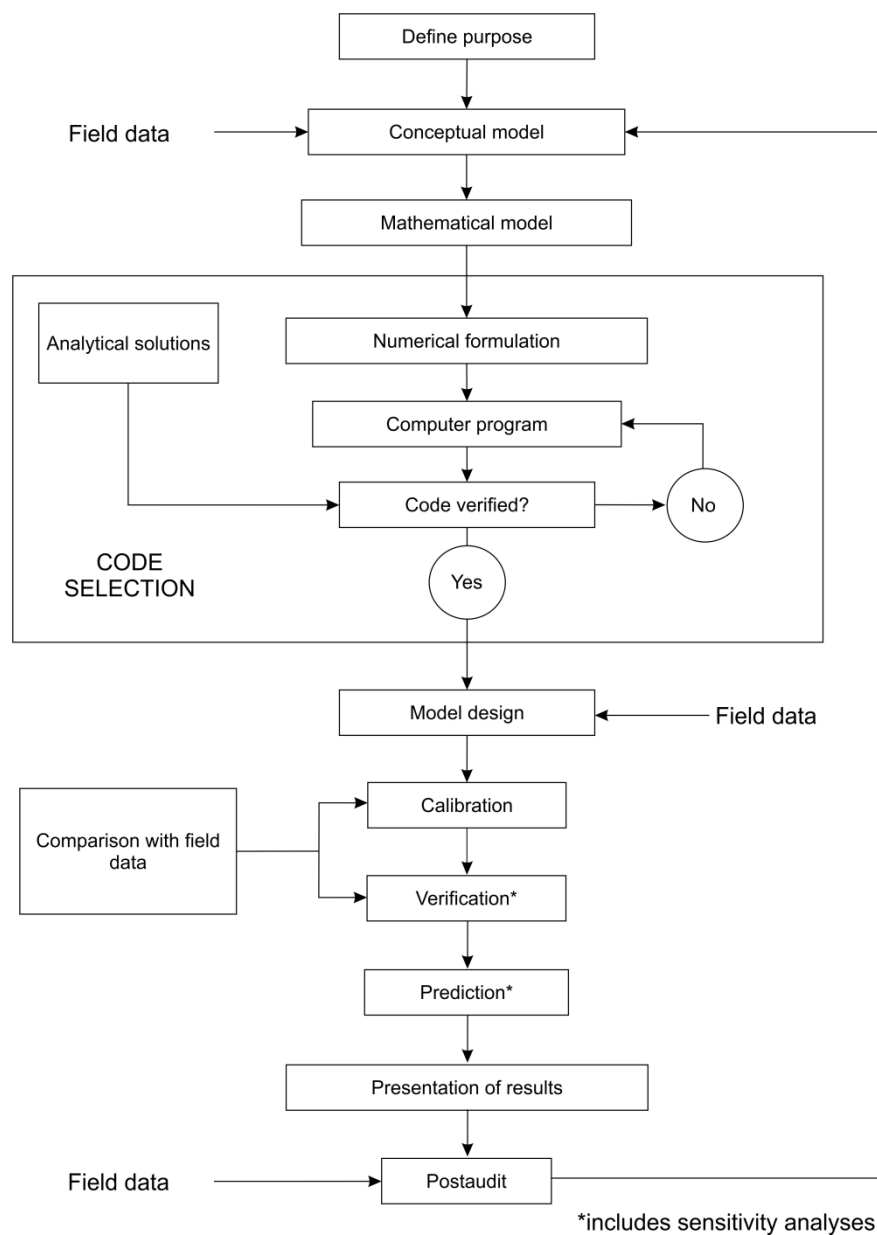 Define purpose
Field data
Conceptual model
Mathematical model
Analytical solutions
Numerical formulation
Computer program
Code verified?
No
CODE
SELECTION
Yes
Model design
Field data
Calibration
Comparison with field
data
Verification*
Prediction*
Presentation of results
Field data
Postaudit
*includes sensitivity analyses